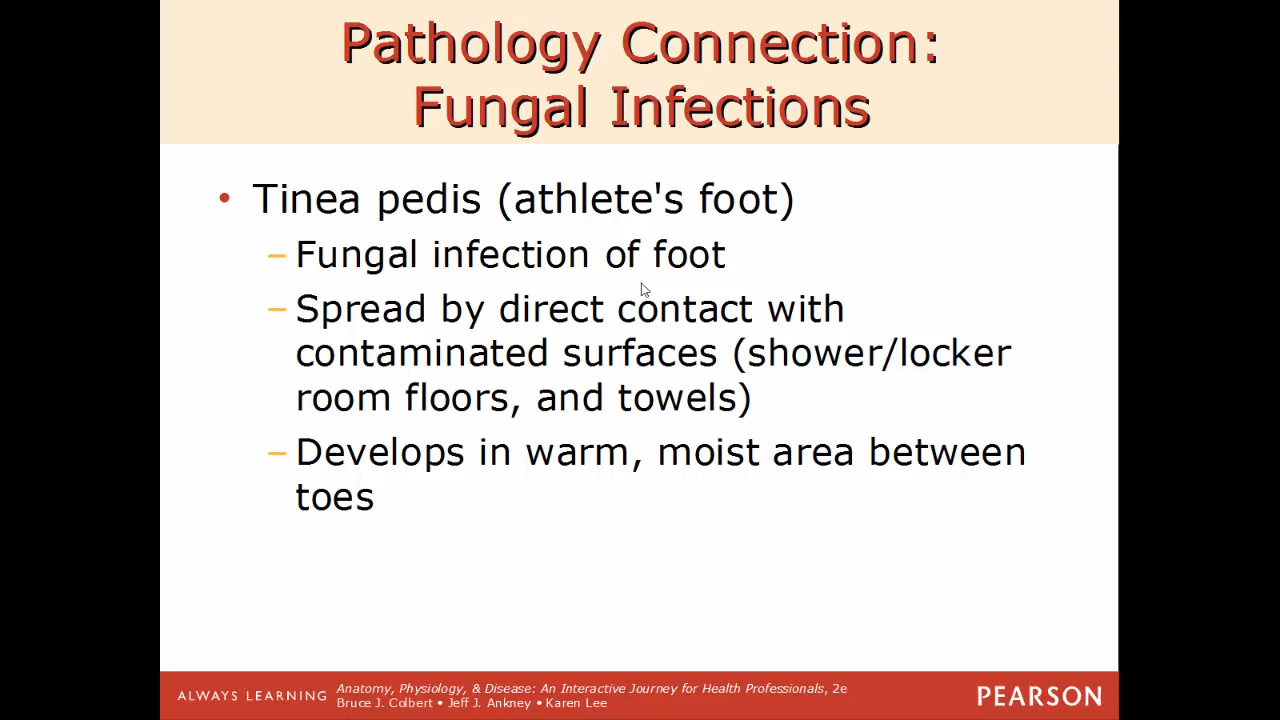 Pathology Connection:
Fungal Infections
• Tinea pedis (athlete's foot)
– Fungal infection of foot
– Spread by direct contact with
contaminated surfaces (shower/locker
room floors, and towels)
– Develops in warm, moist area between
toes
ALWAYS LEARNING
Anatomy, Physiology, & Disease: An Interactive Journey for Health Professionals, 2e
Bruce J. Colbert • Jeff J. Ankney • Karen Lee
PEARSON